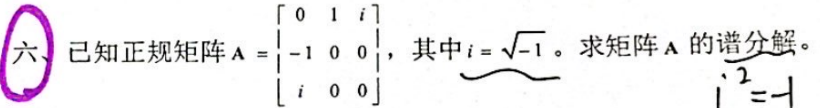 六、已知正规矩阵 A = [ 0 1 i ; -1 0 0 ; i 0 0 ]，其中 i = √-1 。求矩阵 A 的谱分解。
i² = -1